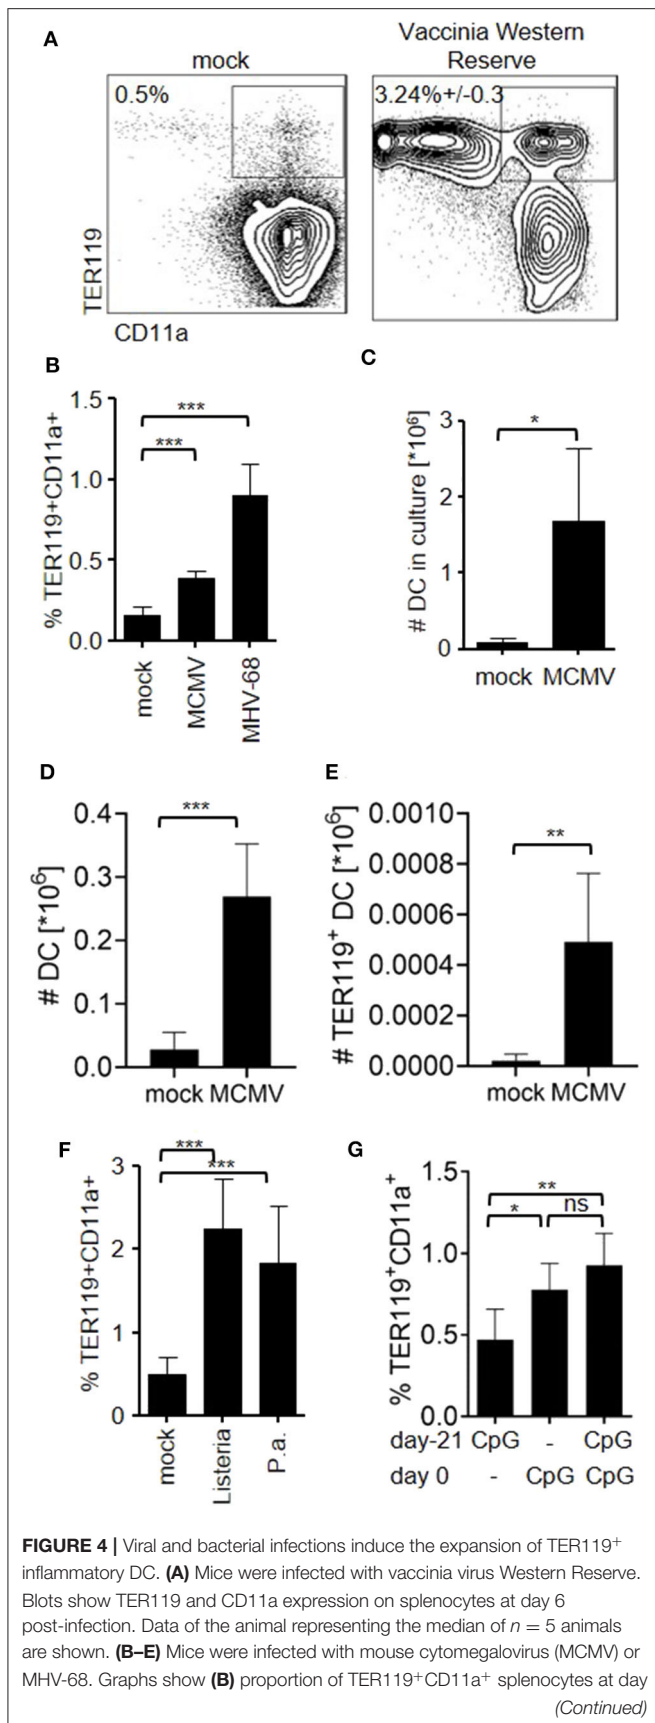 A
mock
Vaccinia Western
Reserve
0.5%
3.24%+/-0.3
TER119
CD11a
B
% TER119+CD11a+
1.5
1.0
0.5
0.0
***
***
mock
MCMV
MHV-68
C
# DC in culture [*10⁶]
3
2
1
0
*
mock MCMV
D
# DC [*10⁶]
0.4
0.3
0.2
0.1
0.0
***
mock MCMV
E
# TER119⁺ DC [*10⁶]
0.0010
0.0008
0.0006
0.0004
0.0002
0.0000
**
mock MCMV
F
% TER119+CD11a+
3
2
1
0
***
***
mock
Listeria
P.a.
G
% TER119⁺CD11a⁺
1.5
1.0
0.5
0.0
**
* ns
day-21 CpG - CpG
day 0 - CpG CpG
FIGURE 4 | Viral and bacterial infections induce the expansion of TER119⁺
inflammatory DC. (A) Mice were infected with vaccinia virus Western Reserve.
Blots show TER119 and CD11a expression on splenocytes at day 6
post-infection. Data of the animal representing the median of n = 5 animals
are shown. (B–E) Mice were infected with mouse cytomegalovirus (MCMV) or
MHV-68. Graphs show (B) proportion of TER119⁺CD11a⁺ splenocytes at day
(Continued)